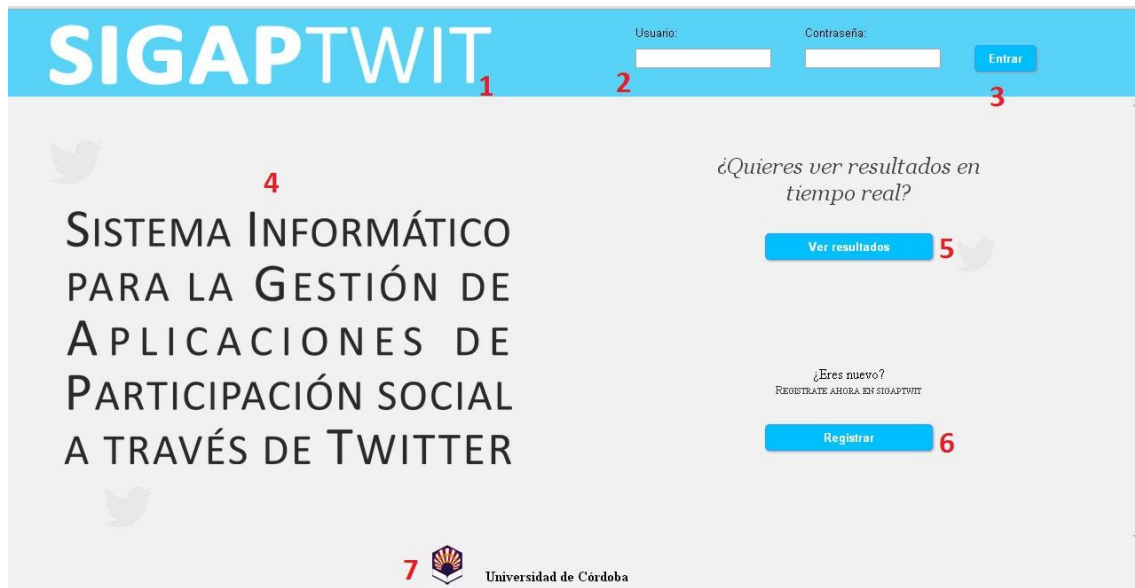 SIGAPTWIT
1
Usuario:
Contraseña:
2
Entrar
3
4
SISTEMA INFORMÁTICO
PARA LA GESTIÓN DE
APLICACIONES DE
PARTICIPACIÓN SOCIAL
A TRAVÉS DE TWITTER
¿Quieres ver resultados en
tiempo real?
Ver resultados
5
¿Eres nuevo?
REGISTRATE AHORA EN SIGAPTWIT
Registrar
6
7
Universidad de Córdoba